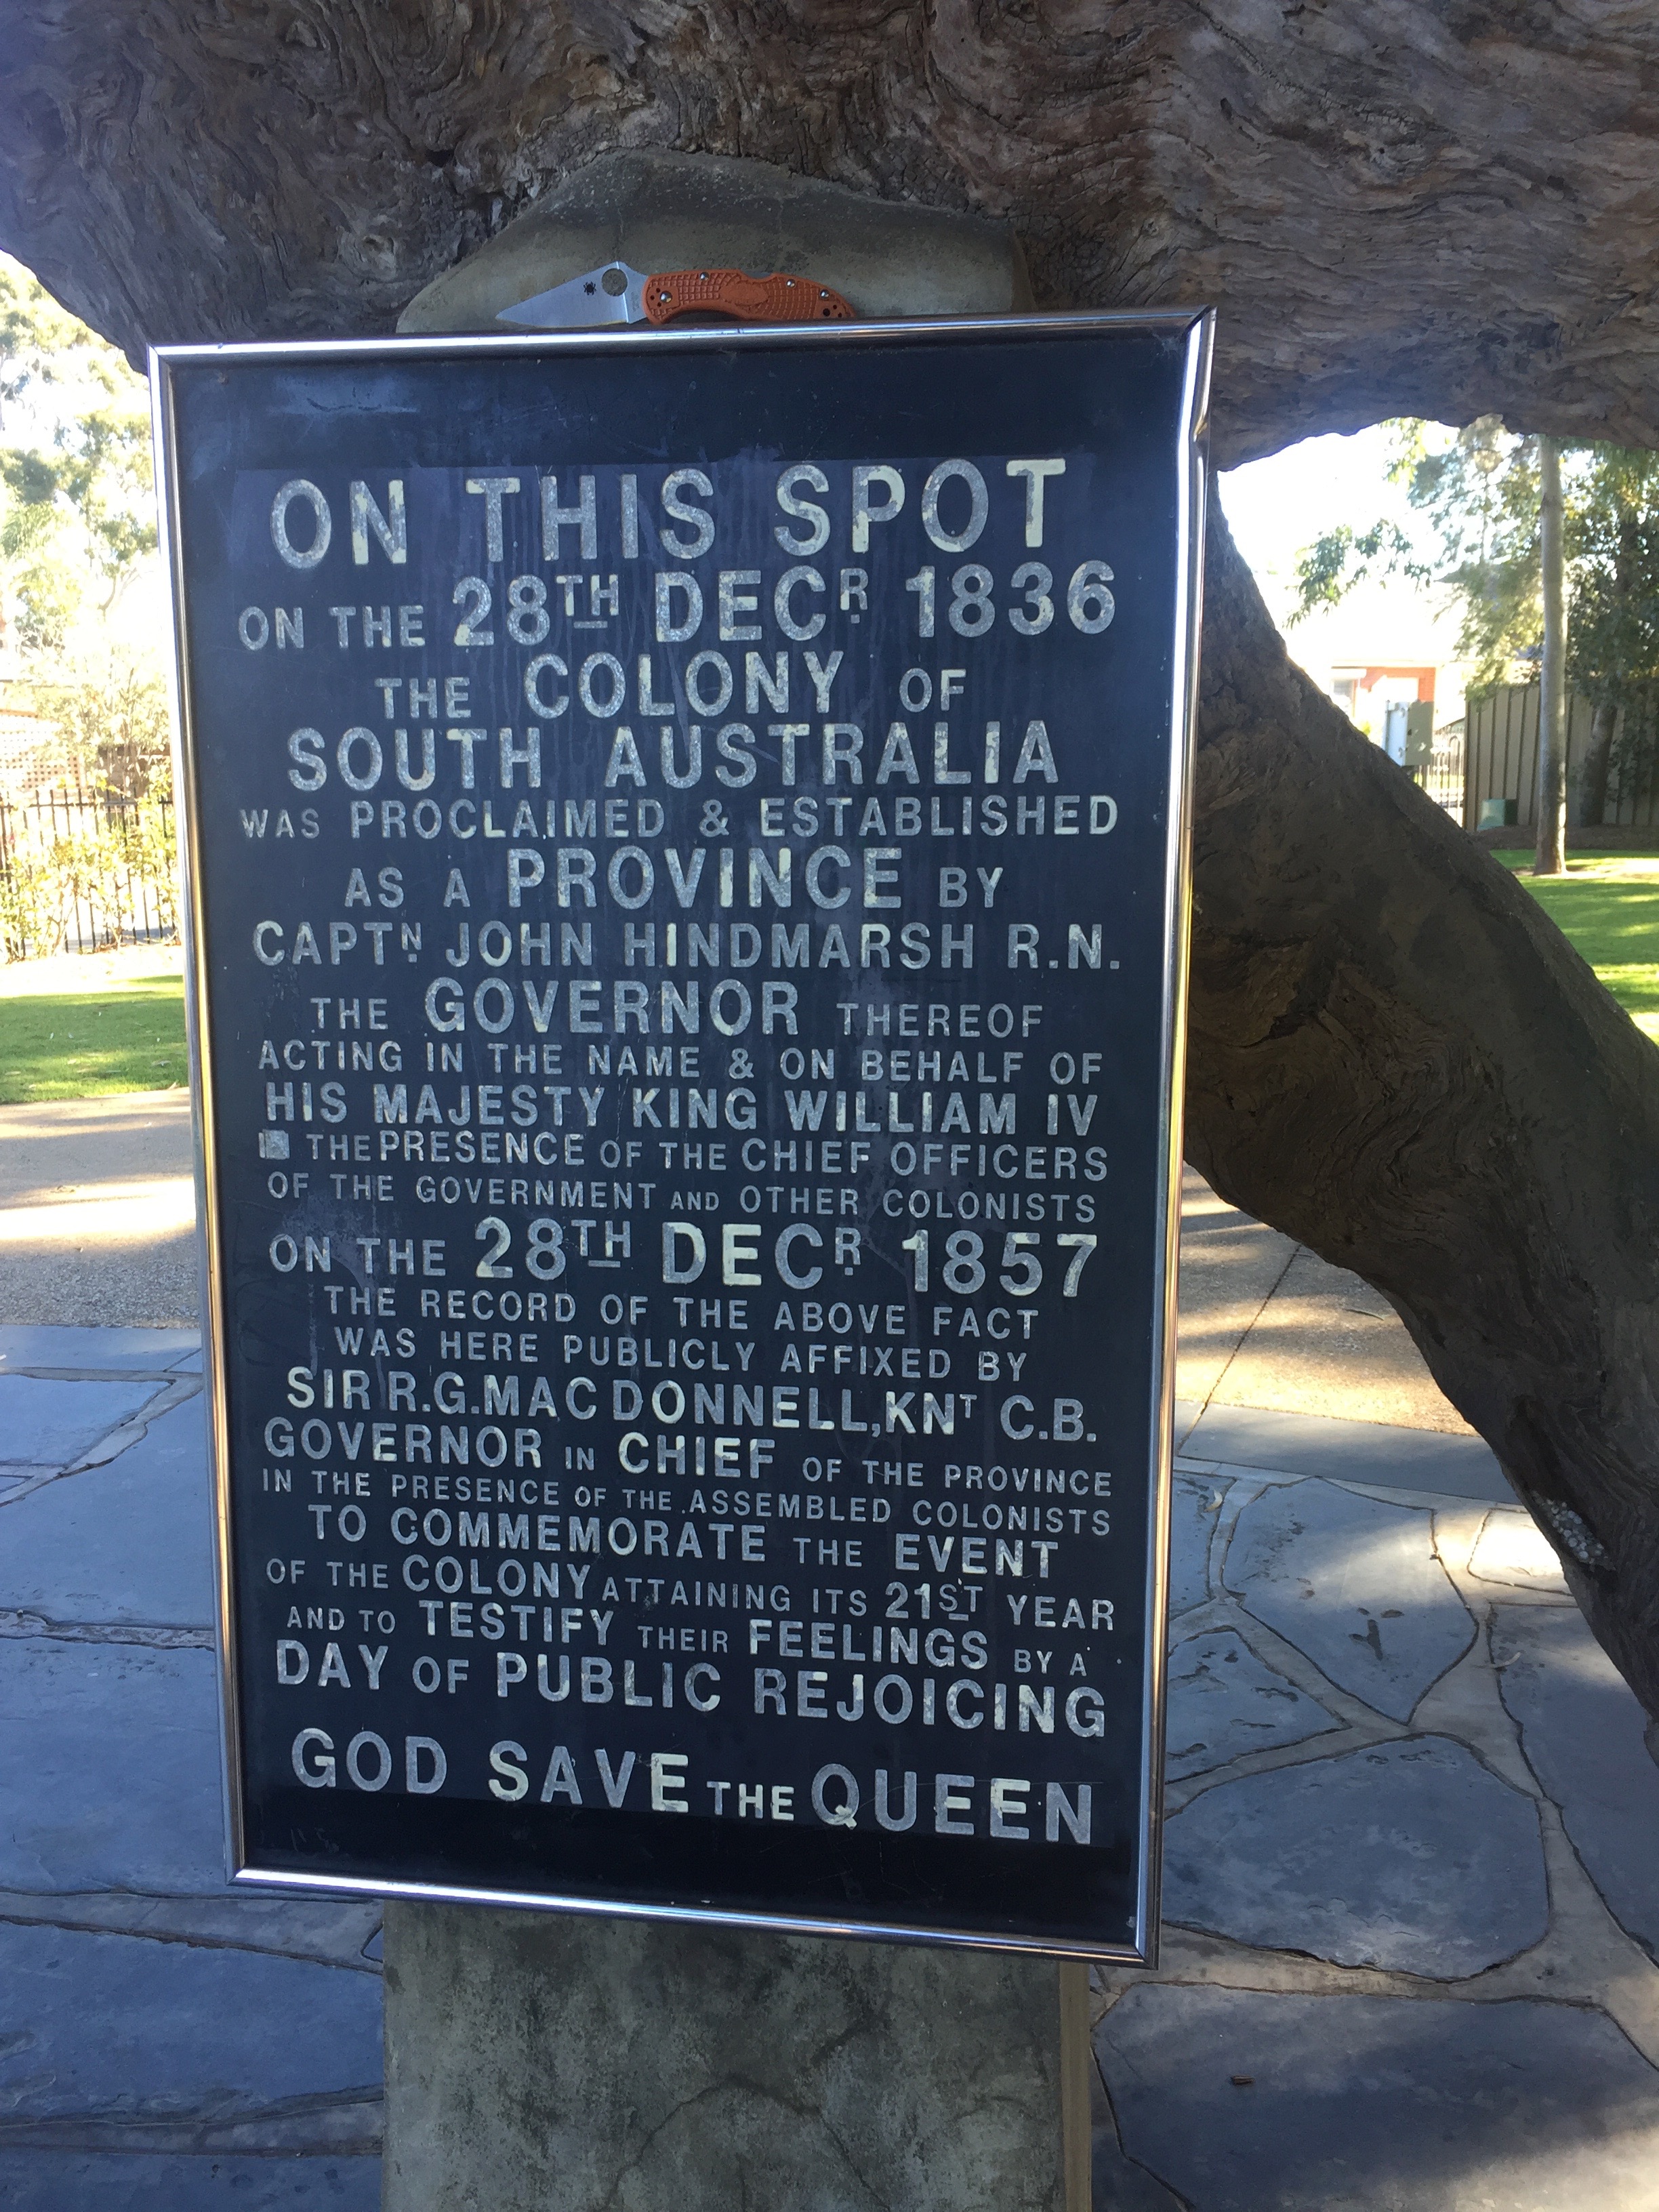 ON THIS SPOT
ON THE 28TH DECR. 1836
THE COLONY OF
SOUTH AUSTRALIA
WAS PROCLAIMED & ESTABLISHED
AS A PROVINCE BY
CAPTN. JOHN HINDMARSH R.N.
THE GOVERNOR THEREOF
ACTING IN THE NAME & ON BEHALF OF
HIS MAJESTY KING WILLIAM IV
IN THE PRESENCE OF THE CHIEF OFFICERS
OF THE GOVERNMENT AND OTHER COLONISTS
ON THE 28TH DECR. 1857
THE RECORD OF THE ABOVE FACT
WAS HERE PUBLICLY AFFIXED BY
SIR R.G. MAC DONNELL, KNT C.B.
GOVERNOR IN CHIEF OF THE PROVINCE
IN THE PRESENCE OF THE ASSEMBLED COLONISTS
TO COMMEMORATE THE EVENT
OF THE COLONY ATTAINING ITS 21ST YEAR
AND TO TESTIFY THEIR FEELINGS BY A
DAY OF PUBLIC REJOICING
GOD SAVE THE QUEEN